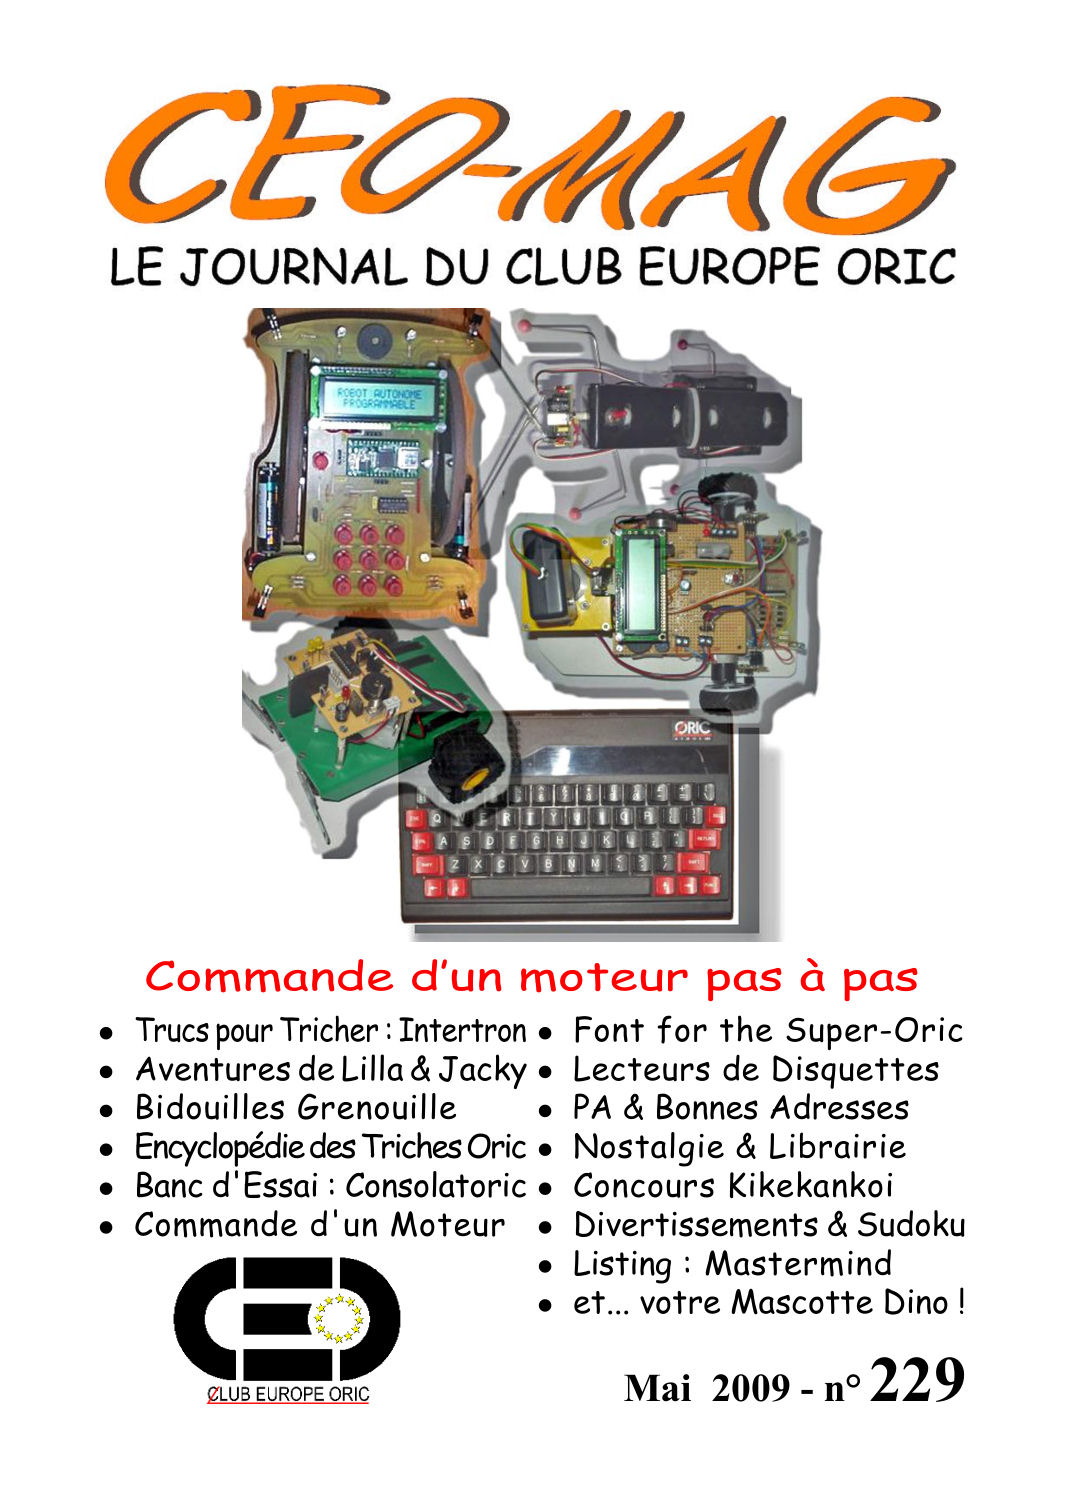 CEO-MAG
LE JOURNAL DU CLUB EUROPE ORIC
ROBOT AUTONOME
PROGRAMMABLE
ORIC
Q W E R T Y U I O P
A S D F G H J K L
RETURN
Z X C V B N M
Commande d'un moteur pas à pas
• Trucs pour Tricher : Intertron
• Aventures de Lilla & Jacky
• Bidouilles Grenouille
• Encyclopédie des Triches Oric
• Banc d'Essai : Consolatoric
• Commande d'un Moteur
• Font for the Super-Oric
• Lecteurs de Disquettes
• PA & Bonnes Adresses
• Nostalgie & Librairie
• Concours Kikekankoi
• Divertissements & Sudoku
• Listing : Mastermind
• et... votre Mascotte Dino !
CEO
CLUB EUROPE ORIC
Mai 2009 - n° 229